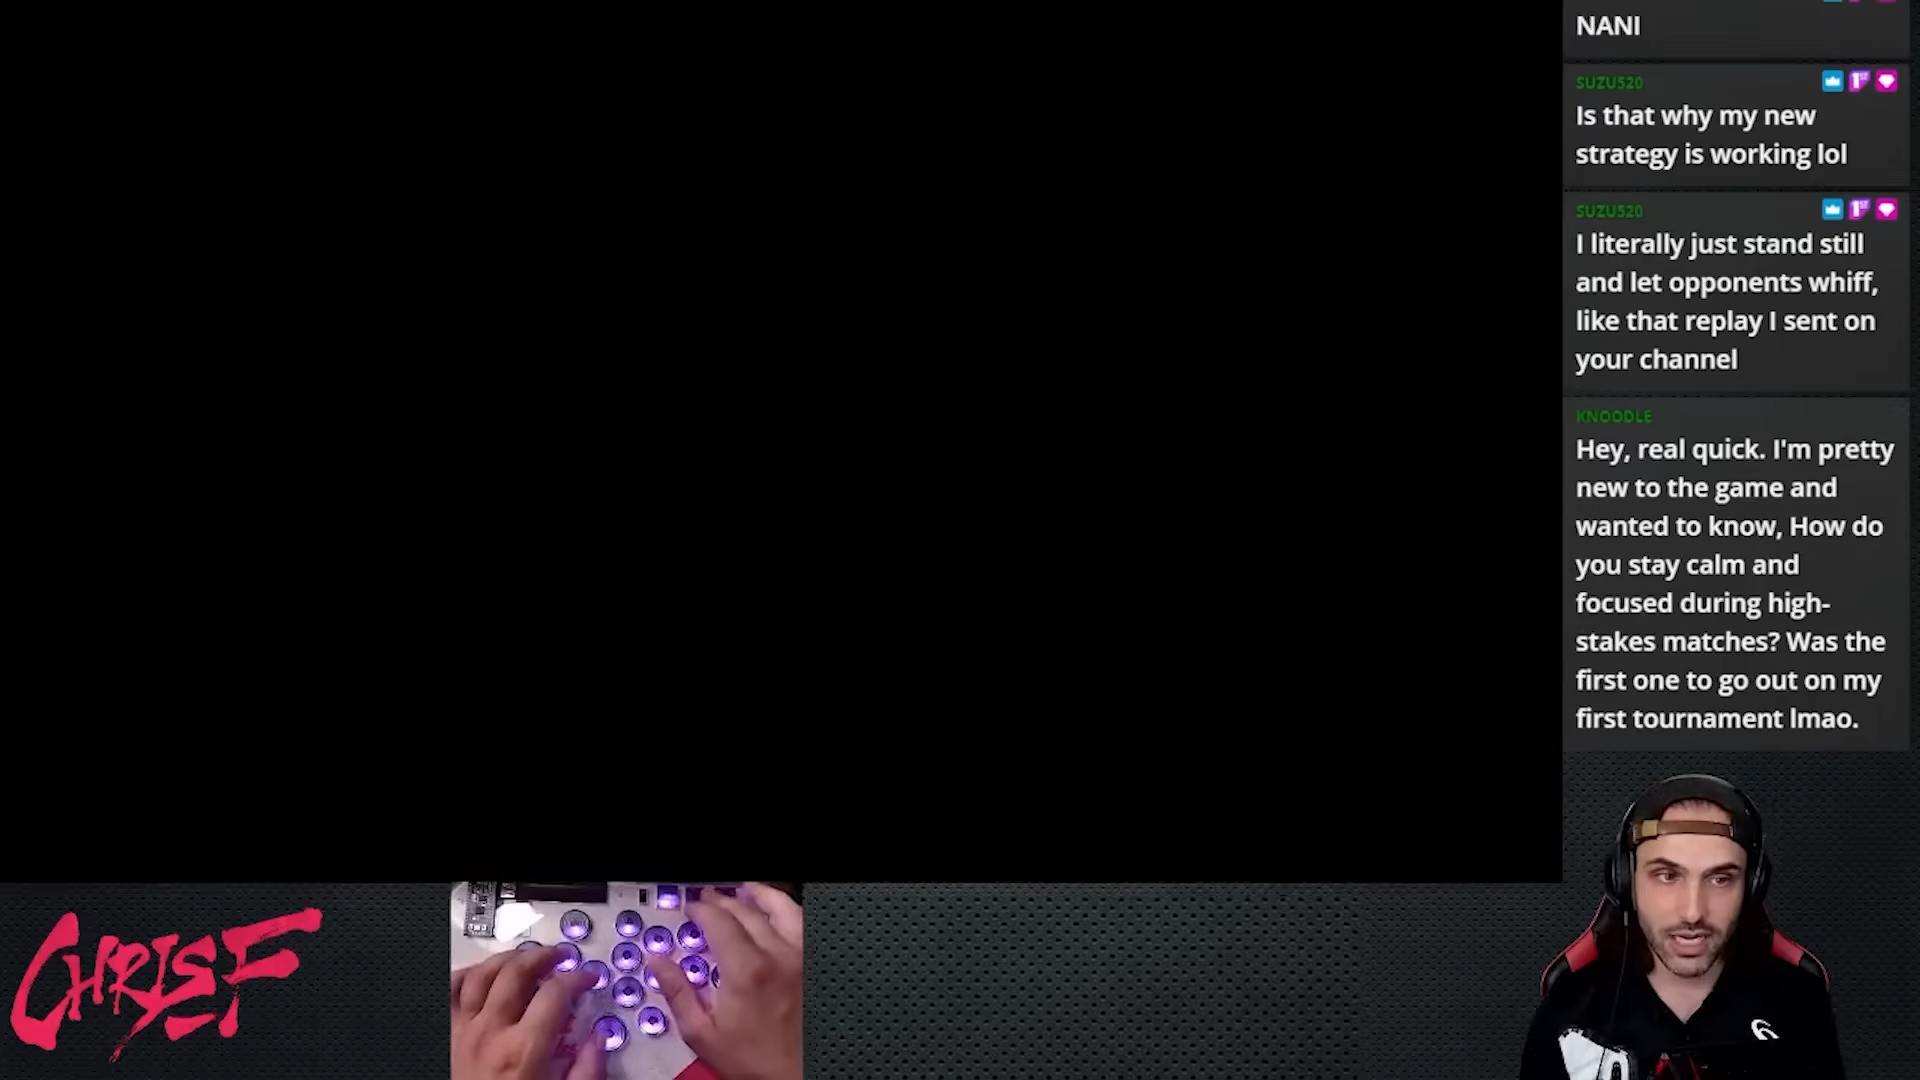 NANI
SUZU520
Is that why my new
strategy is working lol
SUZU520
I literally just stand still
and let opponents whiff,
like that replay I sent on
your channel
KNOODLE
Hey, real quick. I'm pretty
new to the game and
wanted to know, How do
you stay calm and
focused during high-
stakes matches? Was the
first one to go out on my
first tournament lmao.
CHRIS F